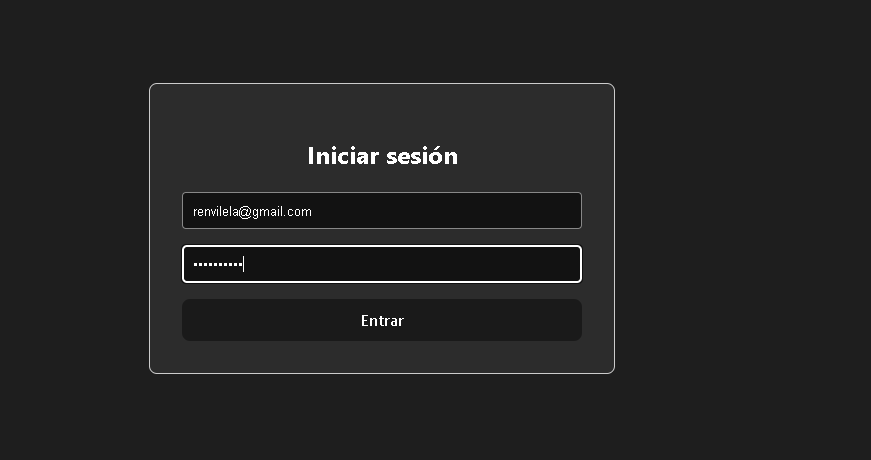 Iniciar sesión
renvilela@gmail.com
••••••••••
Entrar